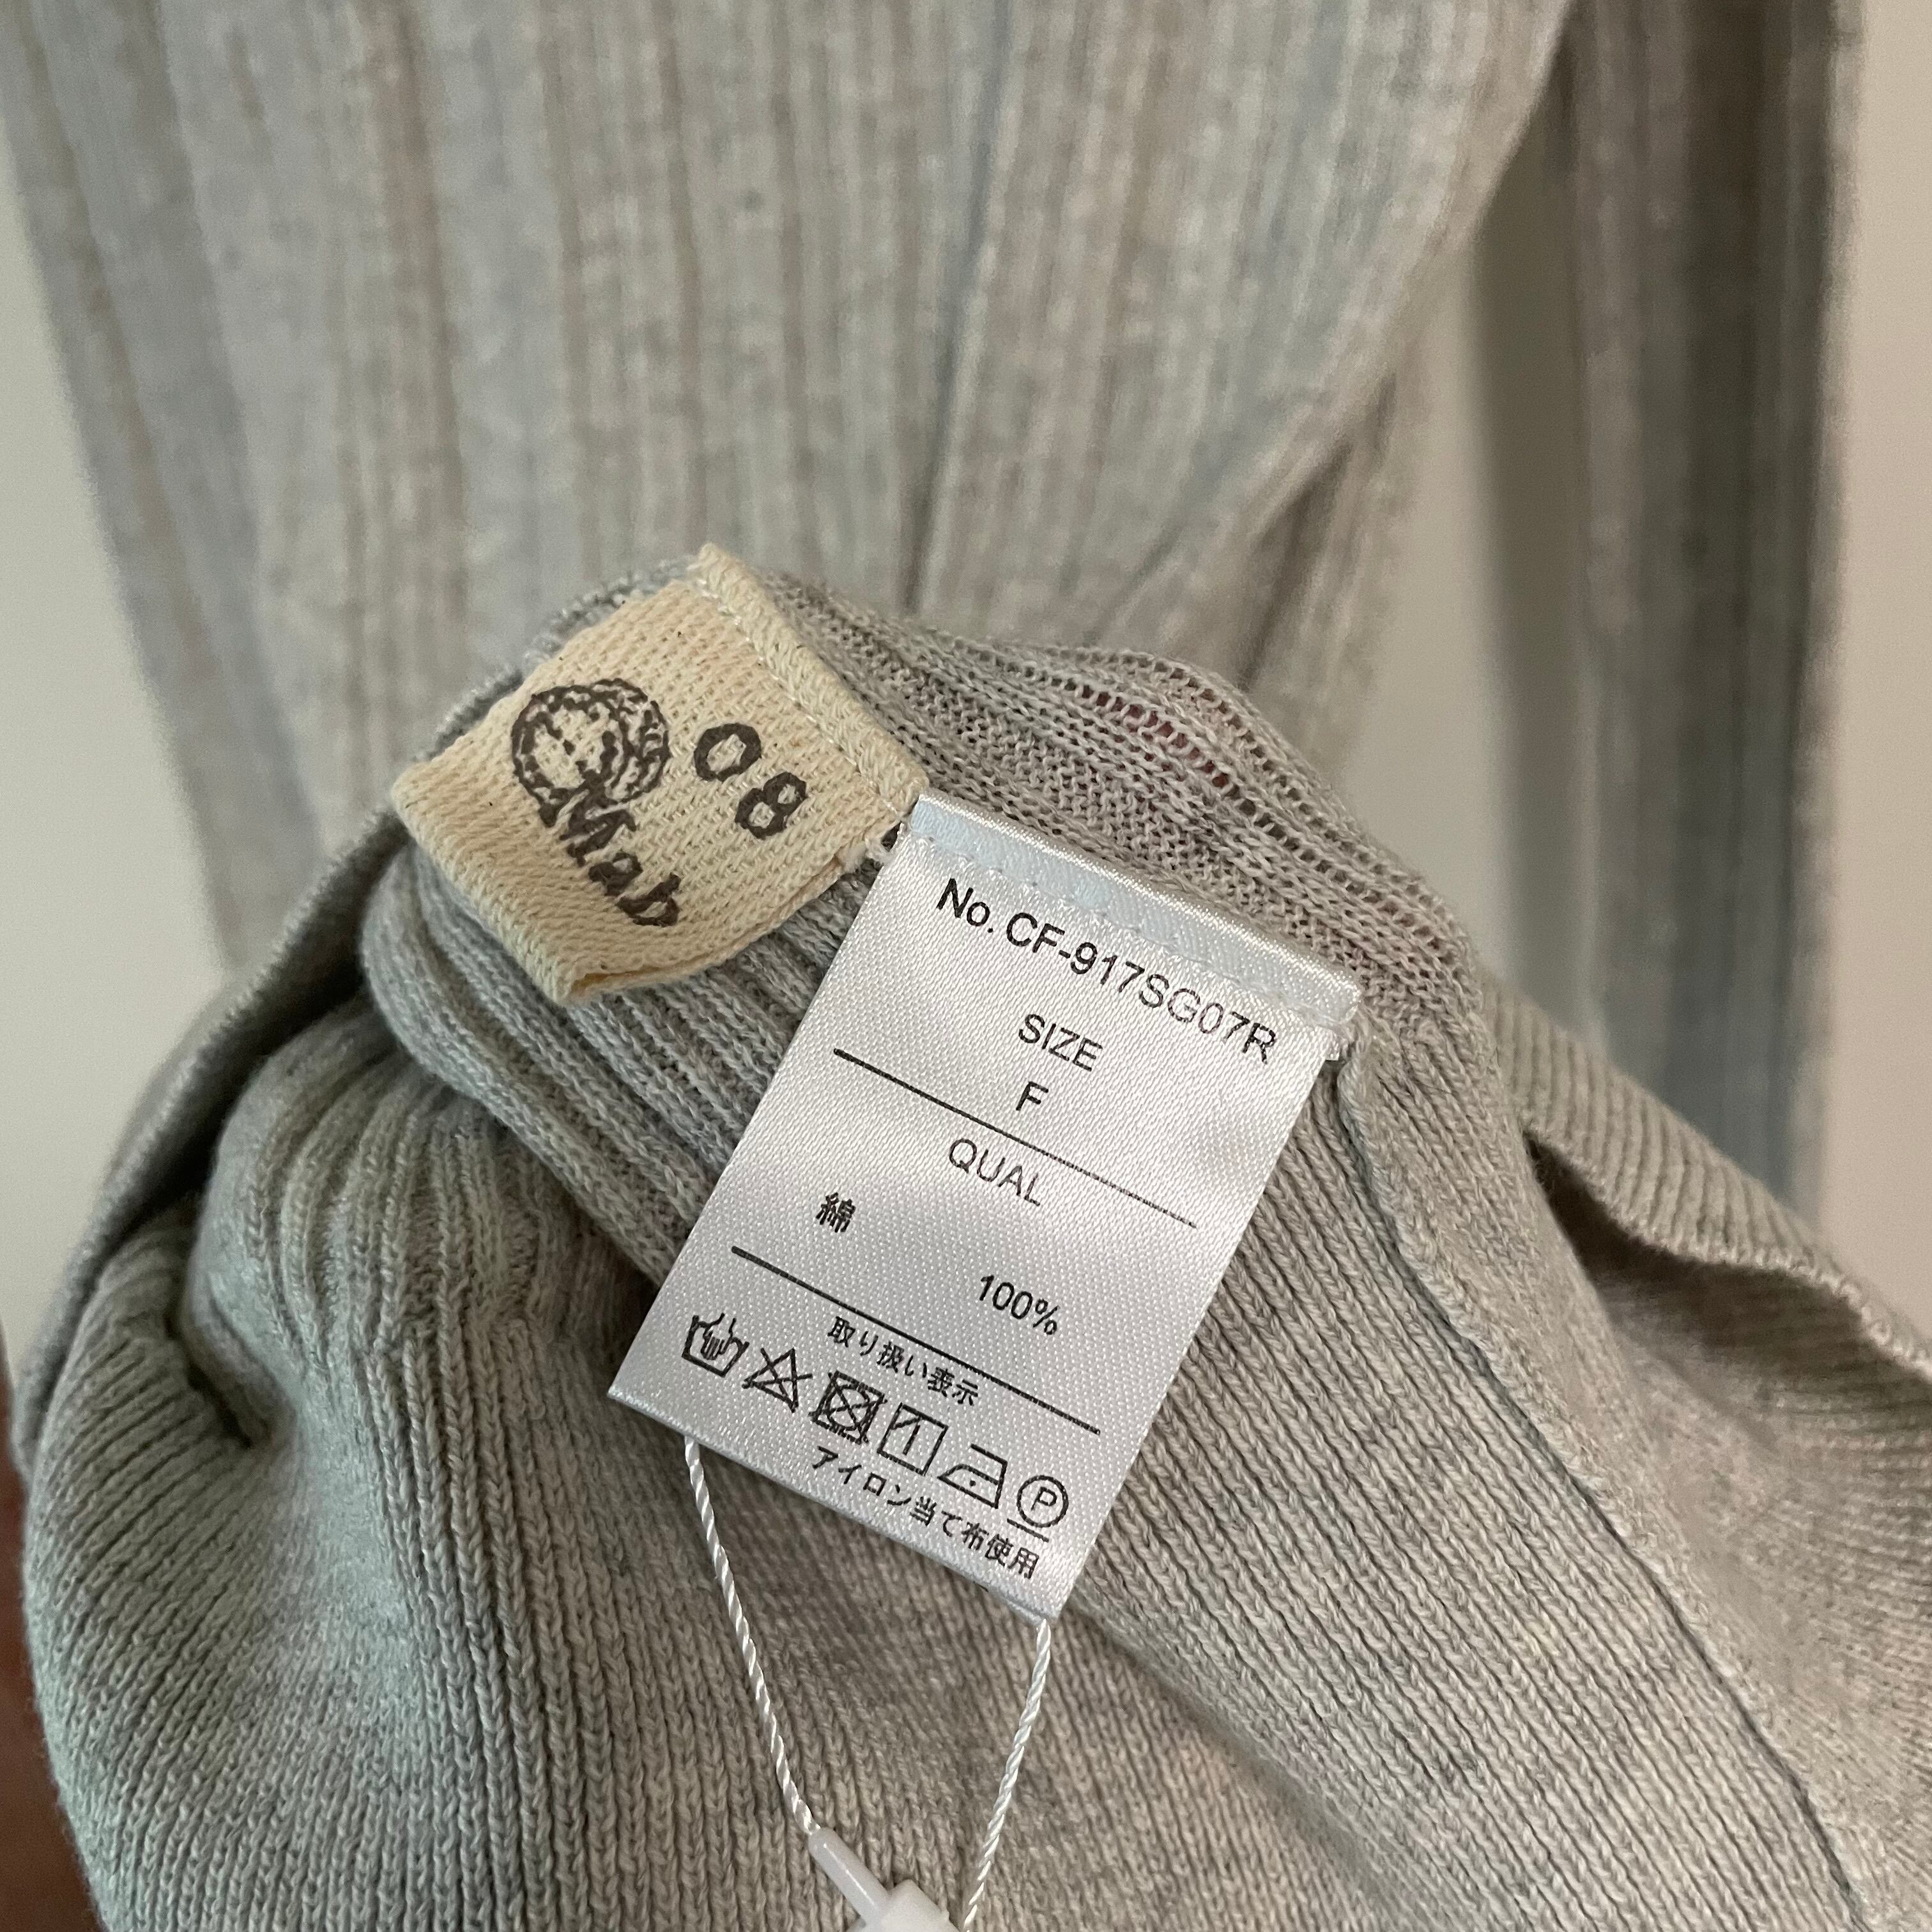 08
Mab
No. CF-917SG07R
SIZE
F
QUAL
綿
100%
取り扱い表示
P
アイロン当て布使用